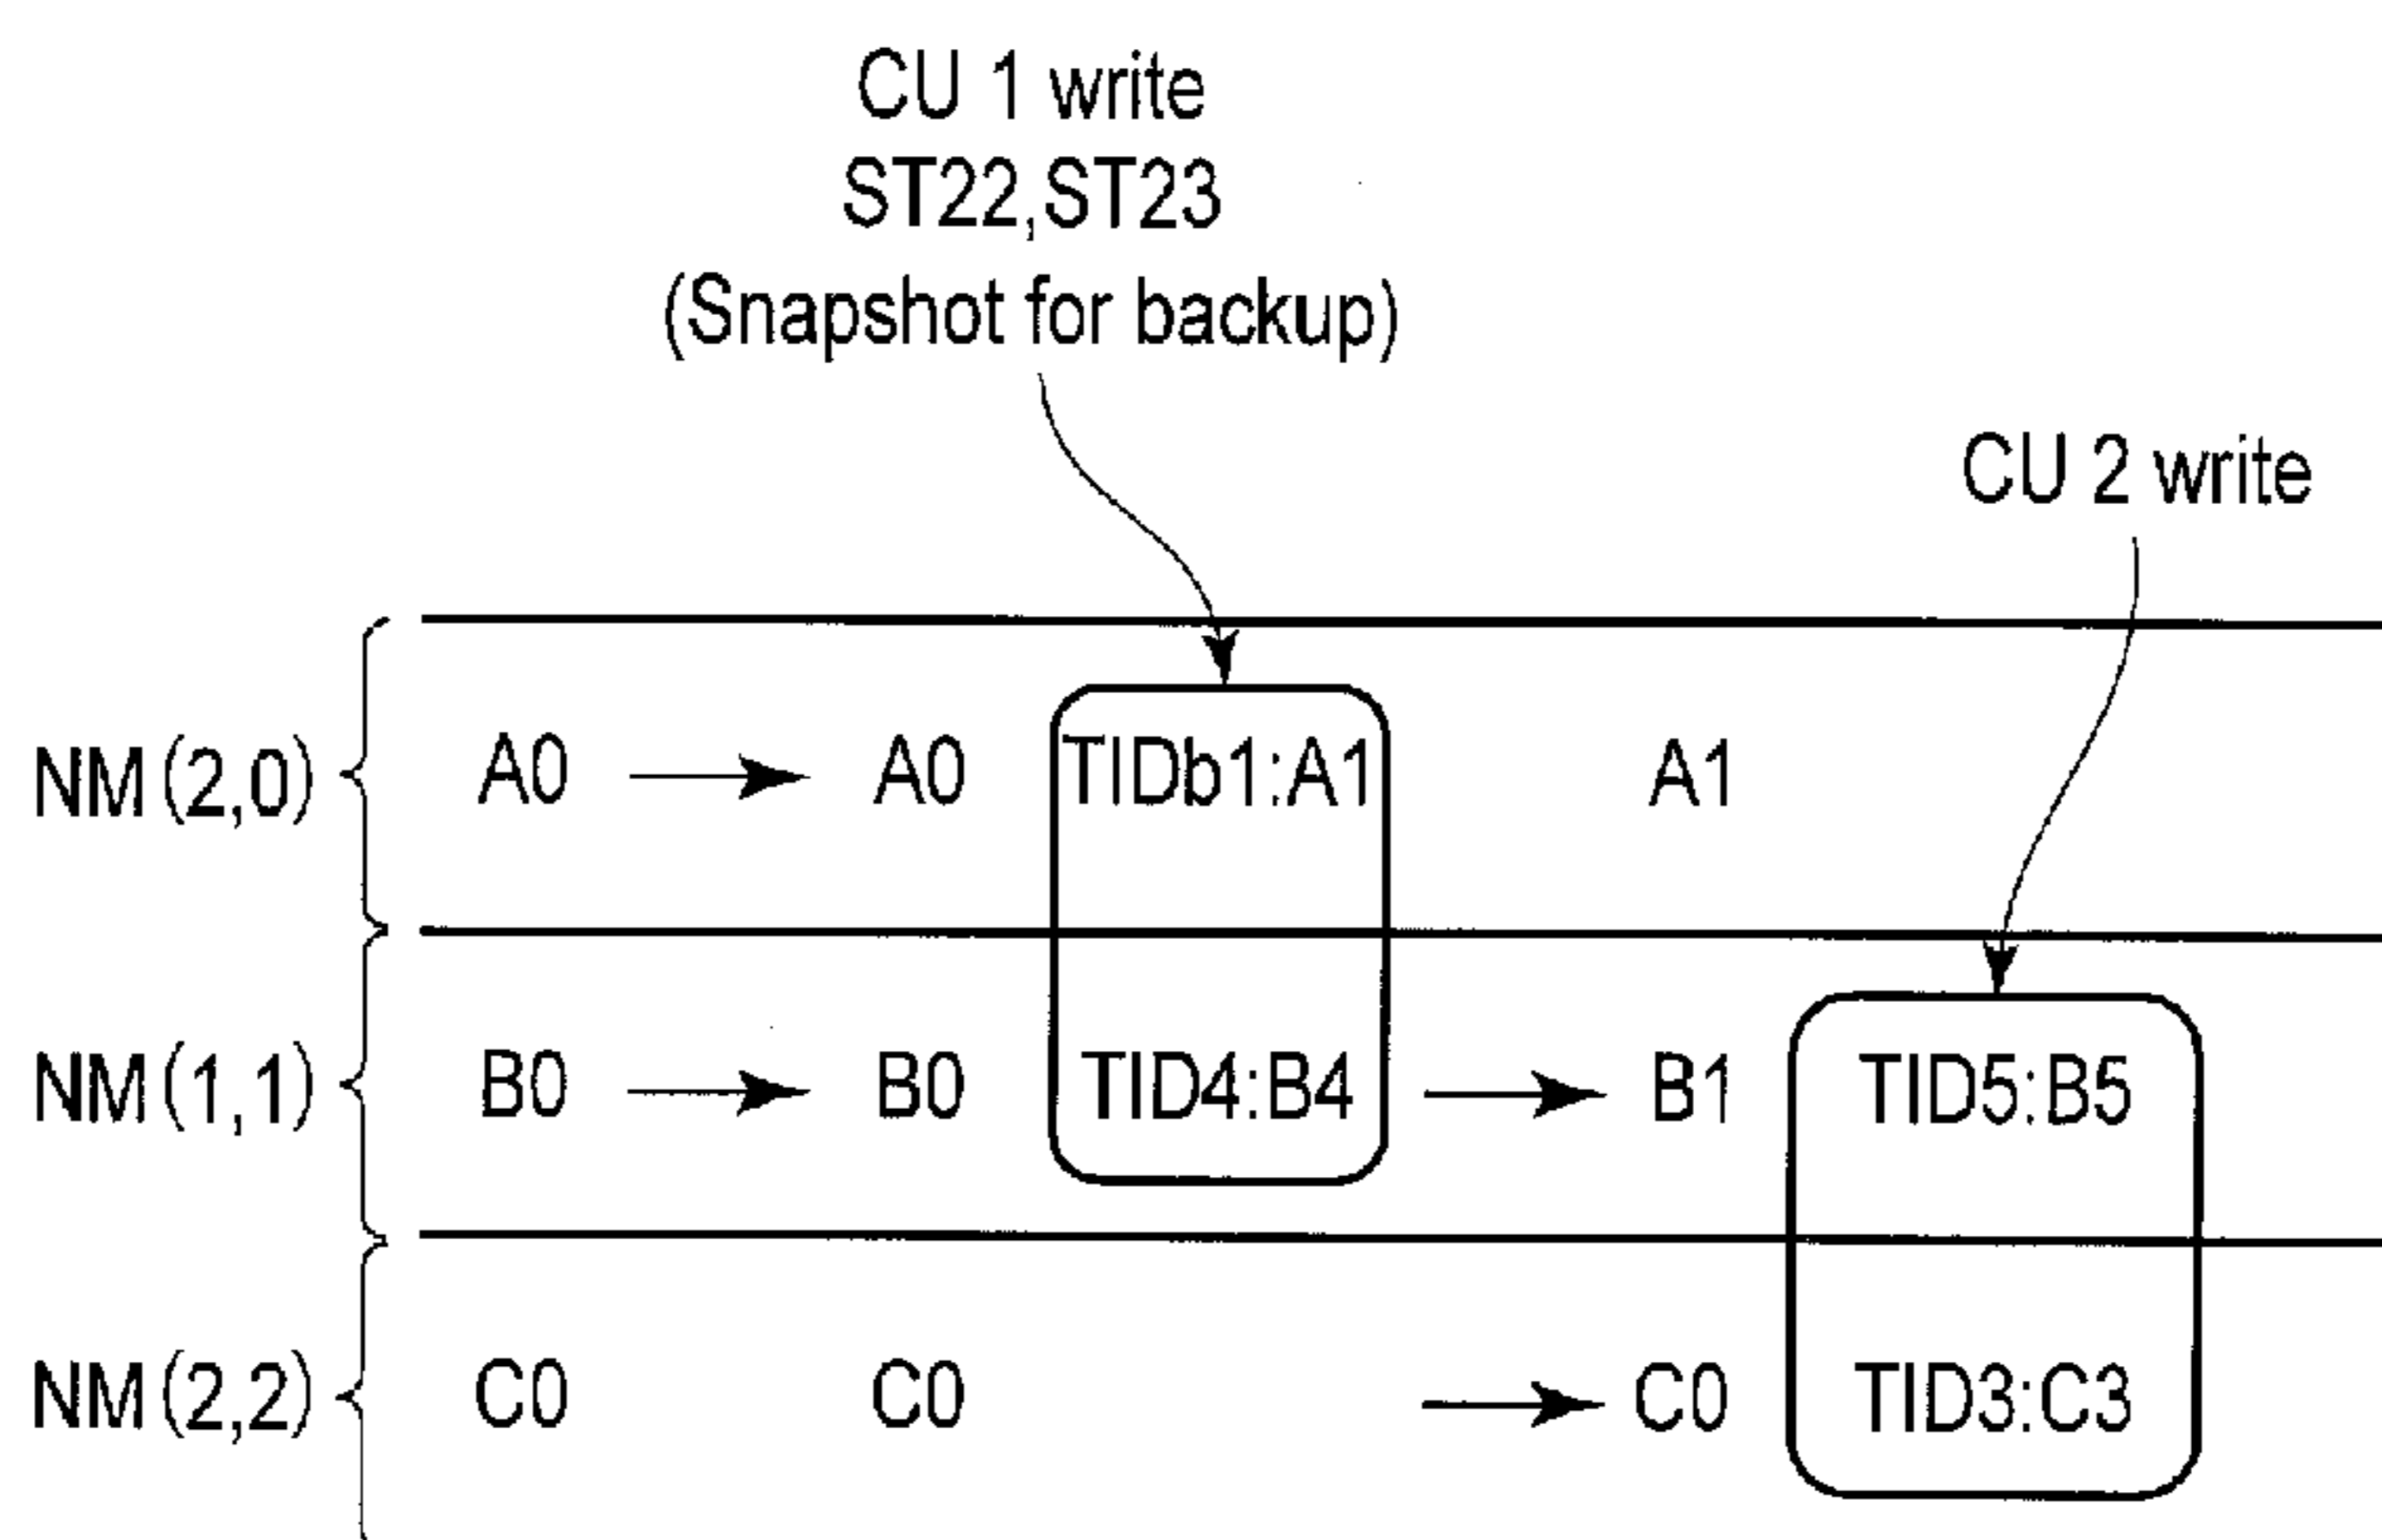 CU 1 write
ST22,ST23
(Snapshot for backup)
CU 2 write
NM(2,0) A0 A0 TIDb1:A1 A1
NM(1,1) B0 B0 TID4:B4 B1 TID5:B5
NM(2,2) C0 C0 C0 TID3:C3